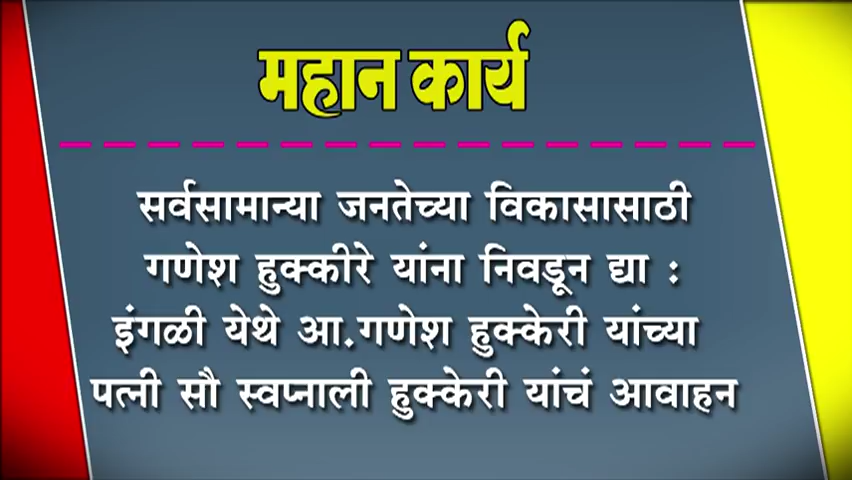 महान कार्य
सर्वसामान्या जनतेच्या विकासासाठी
गणेश हुक्कीरे यांना निवडून द्या :
इंगळी येथे आ.गणेश हुक्केरी यांच्या
पत्नी सौ स्वप्नाली हुक्केरी यांचं आवाहन